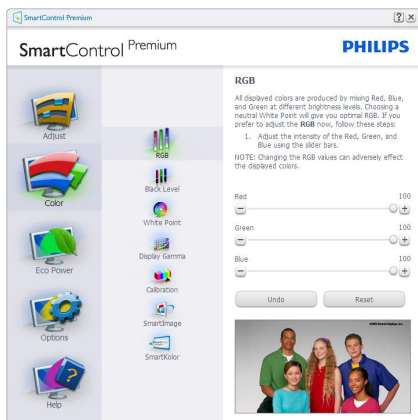 SmartControl Premium
SmartControl Premium
PHILIPS
Adjust
Color
Eco Power
Options
Help
RGB
Black Level
White Point
Display Gamma
Calibration
SmartImage
SmartKolor
RGB
All displayed colors are produced by mixing Red, Blue,
and Green at different brightness levels. Choosing a
neutral White Point will give you optimal RGB. If you
prefer to adjust the RGB now, follow these steps:
1. Adjust the intensity of the Red, Green, and
Blue using the slider bars.
NOTE: Changing the RGB values can adversely effect
the displayed colors.
Red 100
Green 100
Blue 100
Undo Reset